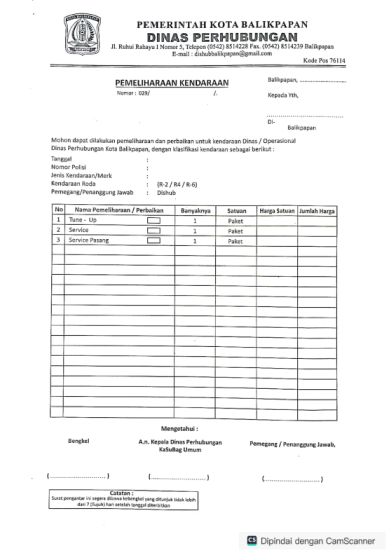 PEMERINTAH KOTA BALIKPAPAN
DINAS PERHUBUNGAN
Jl. Ruhui Rahayu I Nomor 5, Telepon (0542) 8514228 Fax. (0542) 8514239 Balikpapan
E-mail : dishubbalikpapan@gmail.com
Kode Pos 76114
PEMELIHARAAN KENDARAAN
Nomor : 029/ /.
Balikpapan, ........................
Kepada Yth,
........................................
Di-
Balikpapan
Mohon dapat dilakukan pemeliharaan dan perbaikan untuk kendaraan Dinas / Operasional
Dinas Perhubungan Kota Balikpapan, dengan klasifikasi kendaraan sebagai berikut :
Tanggal :
Nomor Polisi :
Jenis Kendaraan/Merk :
Kendaraan Roda : (R-2 / R4 / R-6)
Pemegang/Penanggung Jawab : Dishub
No Nama Pemeliharaan / Perbaikan Banyaknya Satuan Harga Satuan Jumlah Harga
1 Tune - Up 1 Paket
2 Service 1 Paket
3 Service Pasang 1 Paket
Mengetahui :
Bengkel A.n. Kepala Dinas Perhubungan Pemegang / Penanggung Jawab,
KaSuBag Umum
(........................) (........................) (........................)
Catatan :
Surat pengantar ini segera dibawa kebengkel yang ditunjuk tidak lebih
dari 7 (tujuh) hari setelah tanggal diterbitkan
CS Dipindai dengan CamScanner